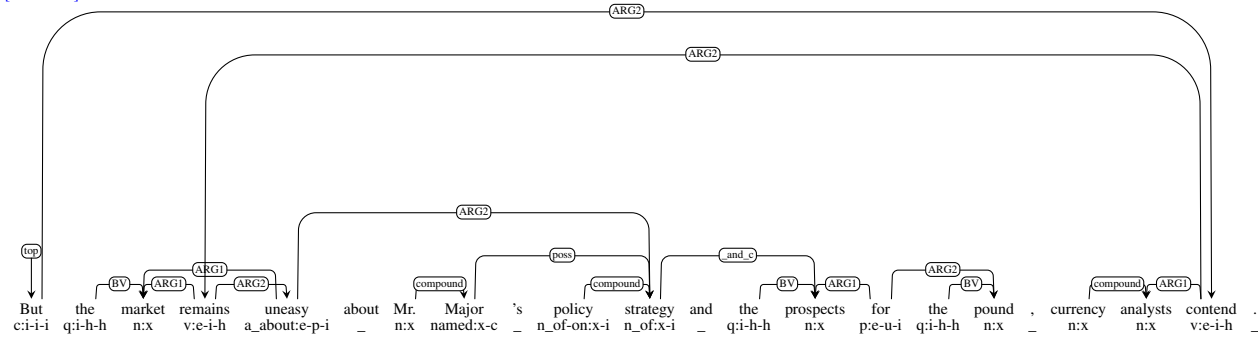 ARG2
ARG2
ARG2
top
poss
_and_c
ARG1
ARG2
BV
ARG1
ARG2
compound
compound
BV
ARG1
BV
compound
ARG1
But the market remains uneasy about Mr. Major 's policy strategy and the prospects for the pound , currency analysts contend .
c:i-i-i q:i-h-h n:x v:e-i-h a_about:e-p-i _ n:x named:x-c _ n_of-on:x-i n_of:x-i _ q:i-h-h n:x p:e-u-i q:i-h-h n:x _ n:x n:x v:e-i-h _